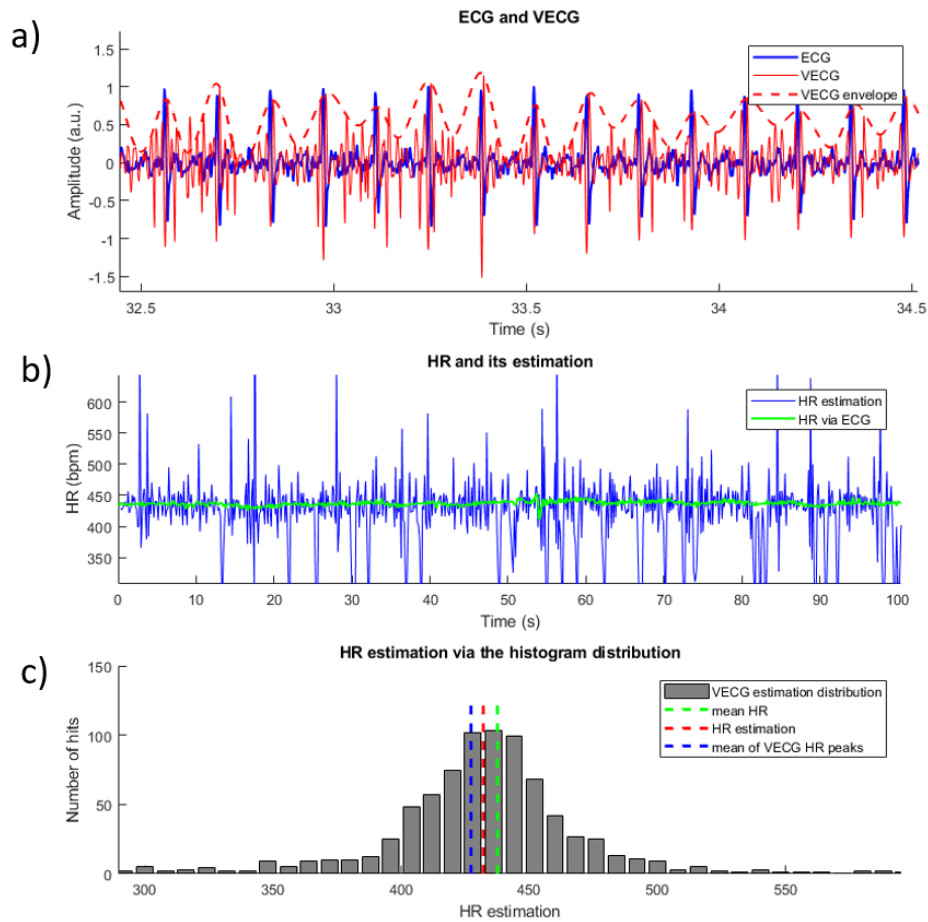 a)
ECG and VECG
ECG
VECG
VECG envelope
Amplitude (a.u.)
1.5
1
0.5
0
-0.5
-1
-1.5
32.5 33 33.5 34 34.5
Time (s)
b)
HR and its estimation
HR estimation
HR via ECG
HR (bpm)
600
550
500
450
400
350
0 10 20 30 40 50 60 70 80 90 100
Time (s)
c)
HR estimation via the histogram distribution
VECG estimation distribution
mean HR
HR estimation
mean of VECG HR peaks
Number of hits
150
100
50
0
300 350 400 450 500 550
HR estimation